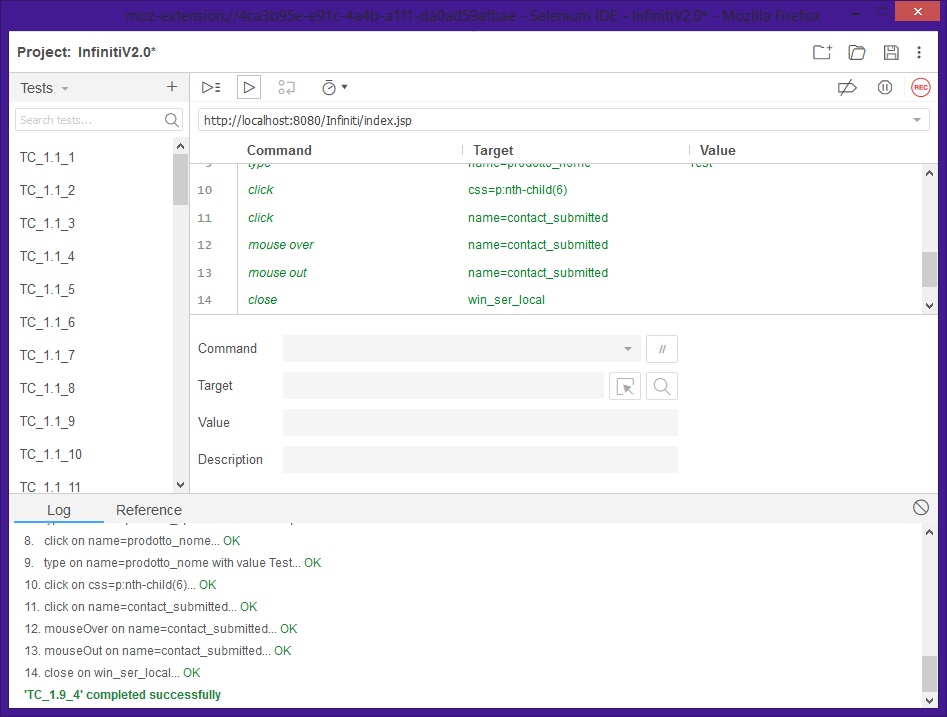 moz-extension://4ca3b95e-e91c-4a4b-a1f1-da0ad59afbae - Selenium IDE - InfinitiV2.0* - Mozilla Firefox
Project: InfinitiV2.0*
Tests
REC
Search tests...
http://localhost:8080/Infiniti/index.jsp
Command Target Value
9 type name=prodotto_nome Test
10 click css=p:nth-child(6)
11 click name=contact_submitted
12 mouse over name=contact_submitted
13 mouse out name=contact_submitted
14 close win_ser_local
TC_1.1_1
TC_1.1_2
TC_1.1_3
TC_1.1_4
TC_1.1_5
TC_1.1_6
TC_1.1_7
TC_1.1_8
TC_1.1_9
TC_1.1_10
TC_1.1_11
Command //
Target
Value
Description
Log Reference
8. click on name=prodotto_nome... OK
9. type on name=prodotto_nome with value Test... OK
10. click on css=p:nth-child(6)... OK
11. click on name=contact_submitted... OK
12. mouseOver on name=contact_submitted... OK
13. mouseOut on name=contact_submitted... OK
14. close on win_ser_local... OK
'TC_1.9_4' completed successfully